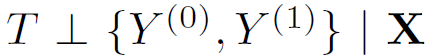 T ⊥ {Y^{(0)}, Y^{(1)}} | X